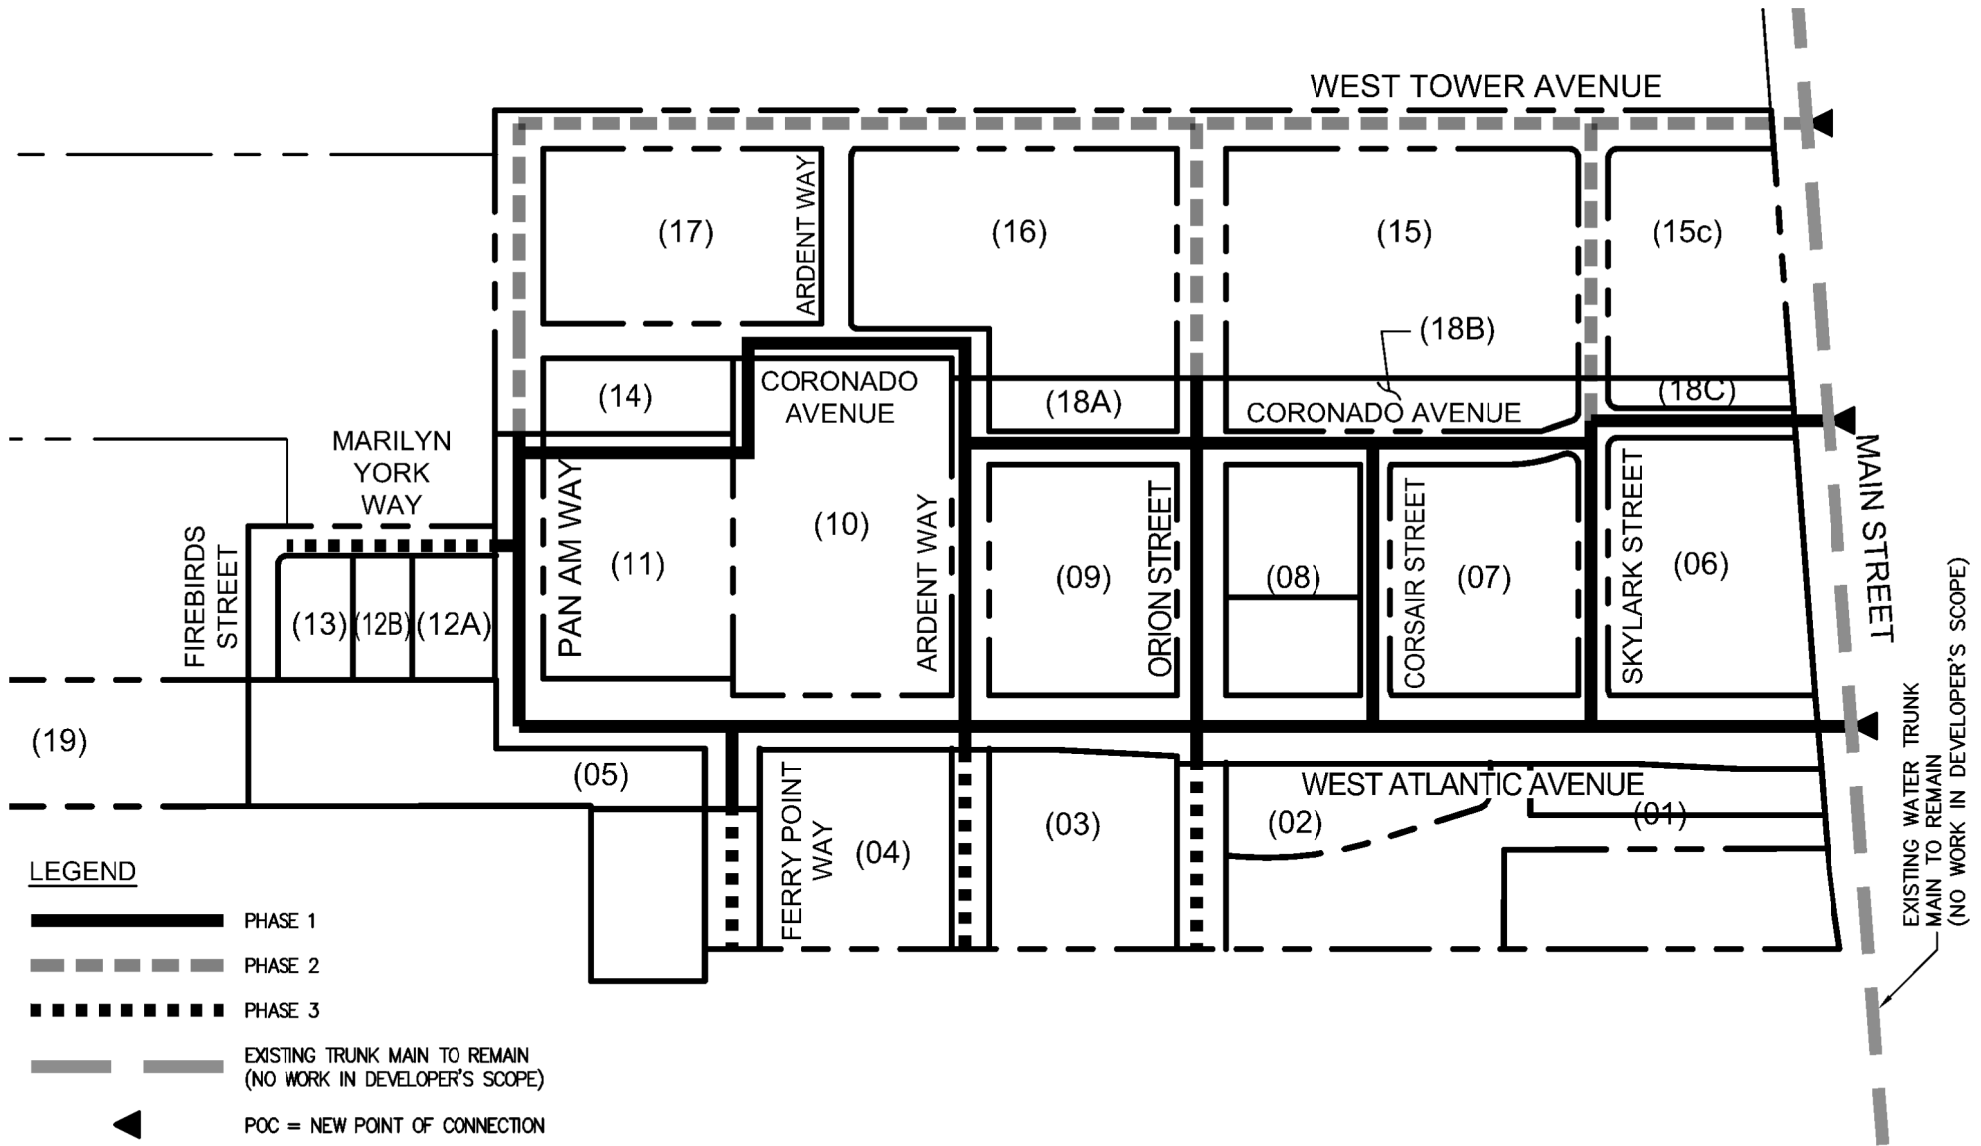 WEST TOWER AVENUE
(17)
ARDENT WAY
(16)
(15)
(15c)
(18B)
(14)
CORONADO
AVENUE
(18A)
CORONADO AVENUE
(18C)
MARILYN
YORK
WAY
FIREBIRDS
STREET
(13)
(12B)
(12A)
PAN AM WAY
(11)
(10)
ARDENT WAY
(09)
ORION STREET
(08)
CORSAIR STREET
(07)
SKYLARK STREET
(06)
MAIN STREET
(19)
(05)
FERRY POINT
WAY
(04)
(03)
(02)
WEST ATLANTIC AVENUE
(01)
EXISTING WATER TRUNK
MAIN TO REMAIN
(NO WORK IN DEVELOPER'S SCOPE)
LEGEND
PHASE 1
PHASE 2
PHASE 3
EXISTING TRUNK MAIN TO REMAIN
(NO WORK IN DEVELOPER'S SCOPE)
POC = NEW POINT OF CONNECTION